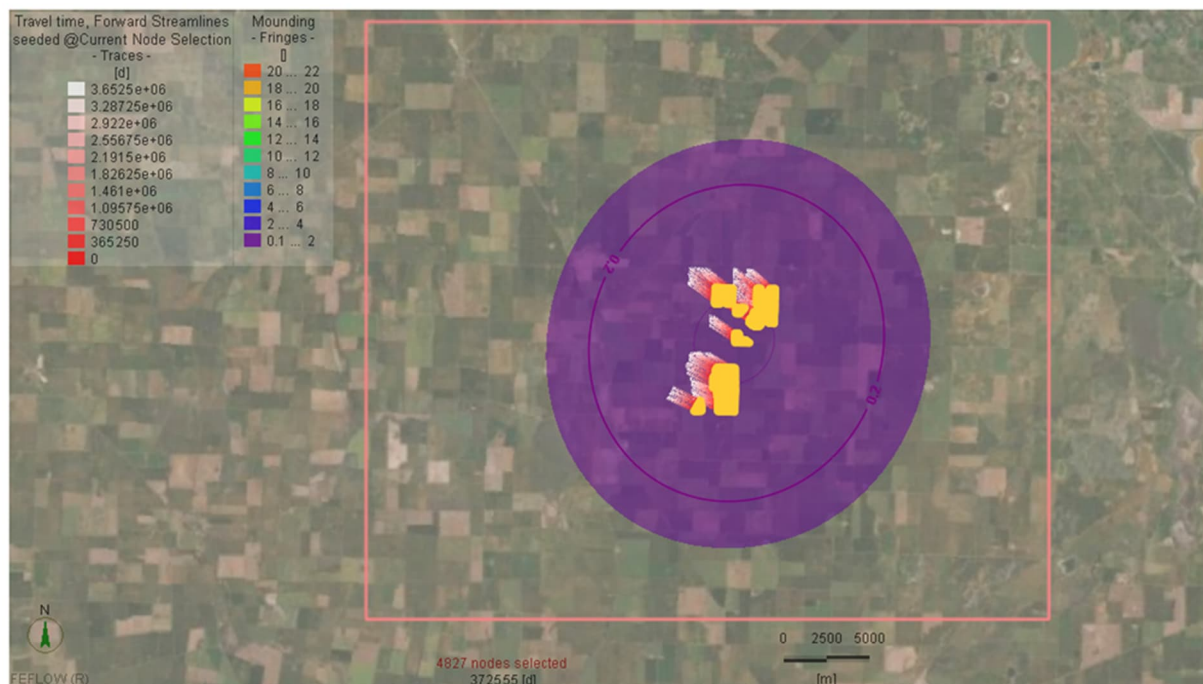 Travel time, Forward Streamlines
seeded @Current Node Selection
- Traces -
[d]
3.6525e+06
3.28725e+06
2.922e+06
2.55675e+06
2.1915e+06
1.82625e+06
1.461e+06
1.09575e+06
730500
365250
0
Mounding
- Fringes -
[]
20 ... 22
18 ... 20
16 ... 18
14 ... 16
12 ... 14
10 ... 12
8 ... 10
6 ... 8
4 ... 6
2 ... 4
0.1 ... 2
0.2
0.2
N
FEFLOW (R)
4827 nodes selected
372555 [d]
0 2500 5000
[m]